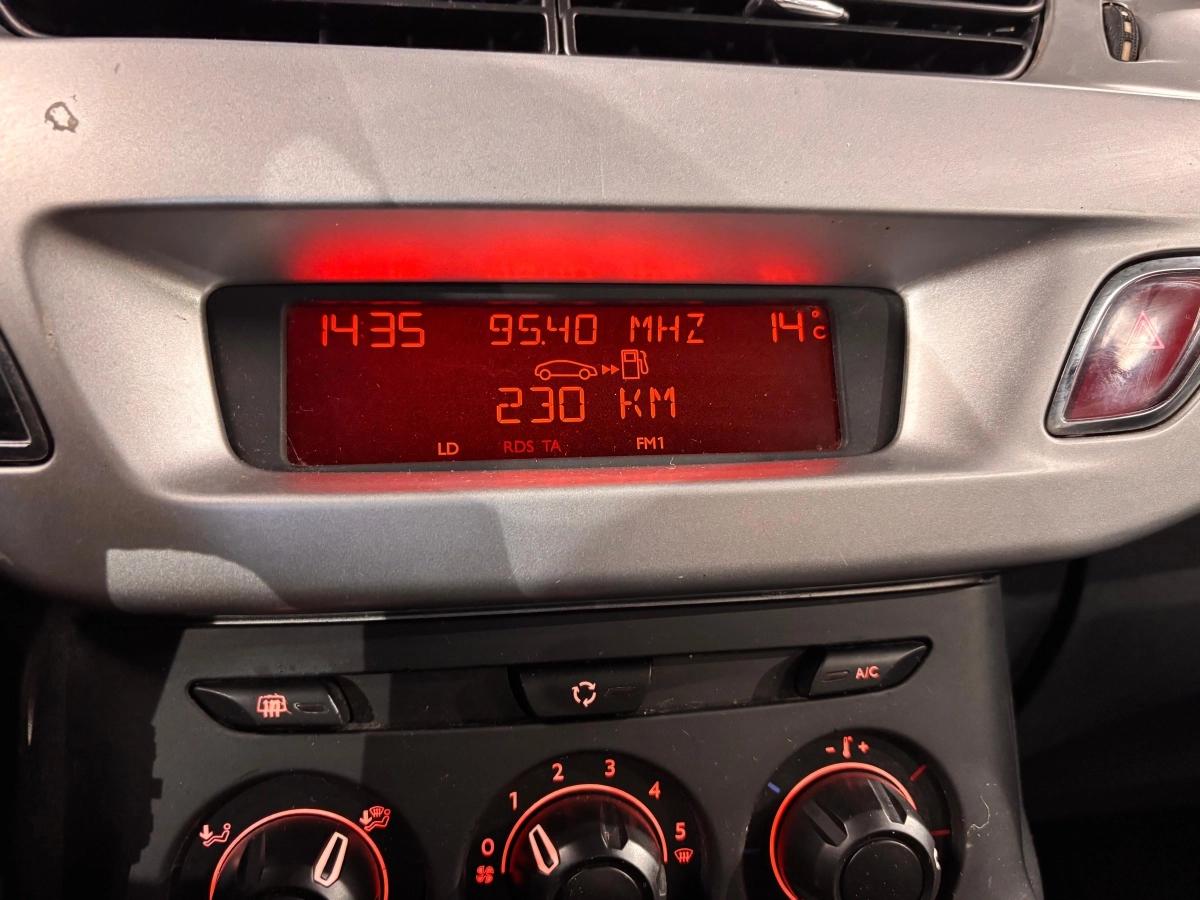 14:35 95.40 MHZ 14°C
230 KM
LD RDS TA FM1
A/C
- +
0 1 2 3 4 5